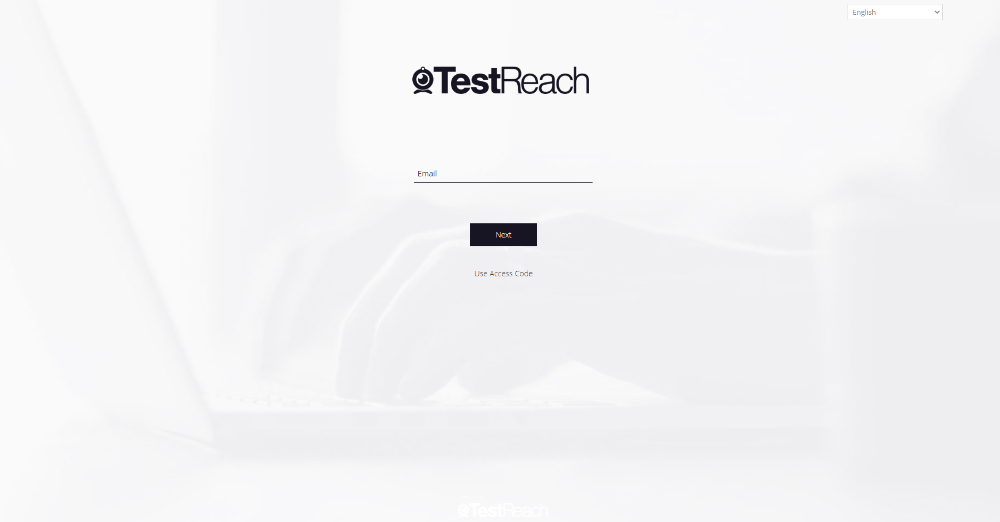 English
TestReach
Email
Next
Use Access Code
TestReach